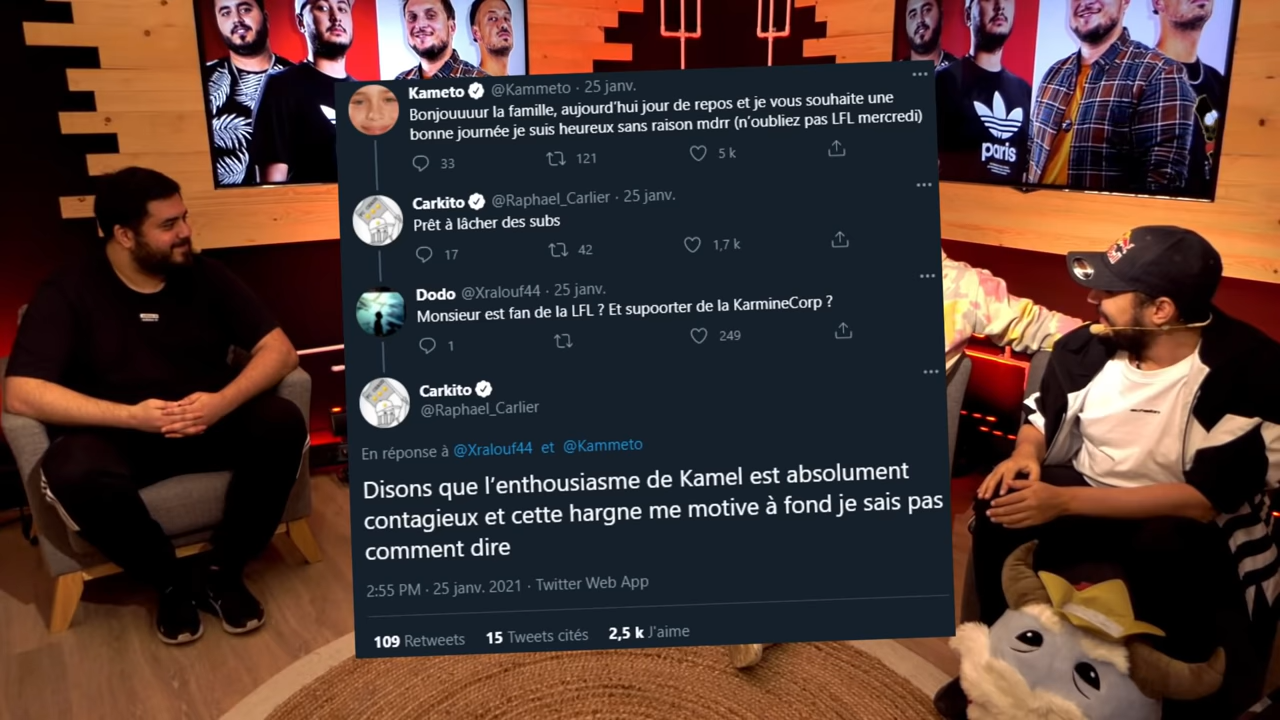 Kameto @Kammeto · 25 janv.
Bonjouuuur la famille, aujourd'hui jour de repos et je vous souhaite une
bonne journée je suis heureux sans raison mdrr (n'oubliez pas LFL mercredi)
33 121 5 k
Carkito @Raphael_Carlier · 25 janv.
Prêt à lâcher des subs
17 42 1,7 k
Dodo @Xralouf44 · 25 janv.
Monsieur est fan de la LFL ? Et supoorter de la KarmineCorp ?
1 249
Carkito
@Raphael_Carlier
En réponse à @Xralouf44 et @Kammeto
Disons que l'enthousiasme de Kamel est absolument
contagieux et cette hargne me motive à fond je sais pas
comment dire
2:55 PM · 25 janv. 2021 · Twitter Web App
109 Retweets 15 Tweets cités 2,5 k J'aime
paris